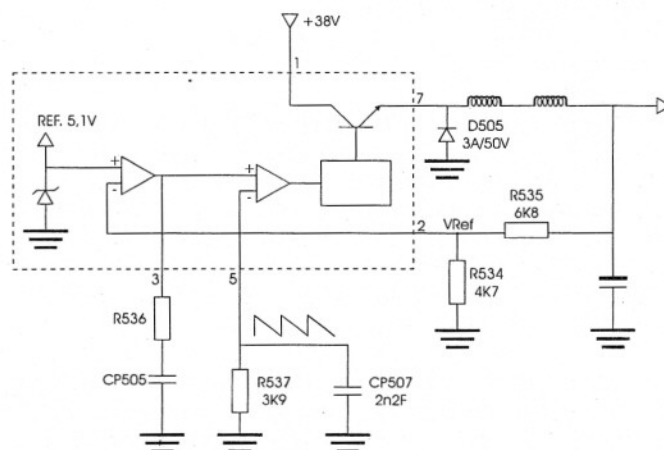 +38V
1
REF. 5,1V
7
D505
3A/50V
+
-
+
-
R535
6K8
2
VRef
R534
4K7
3
5
R536
CP505
R537
3K9
CP507
2n2F